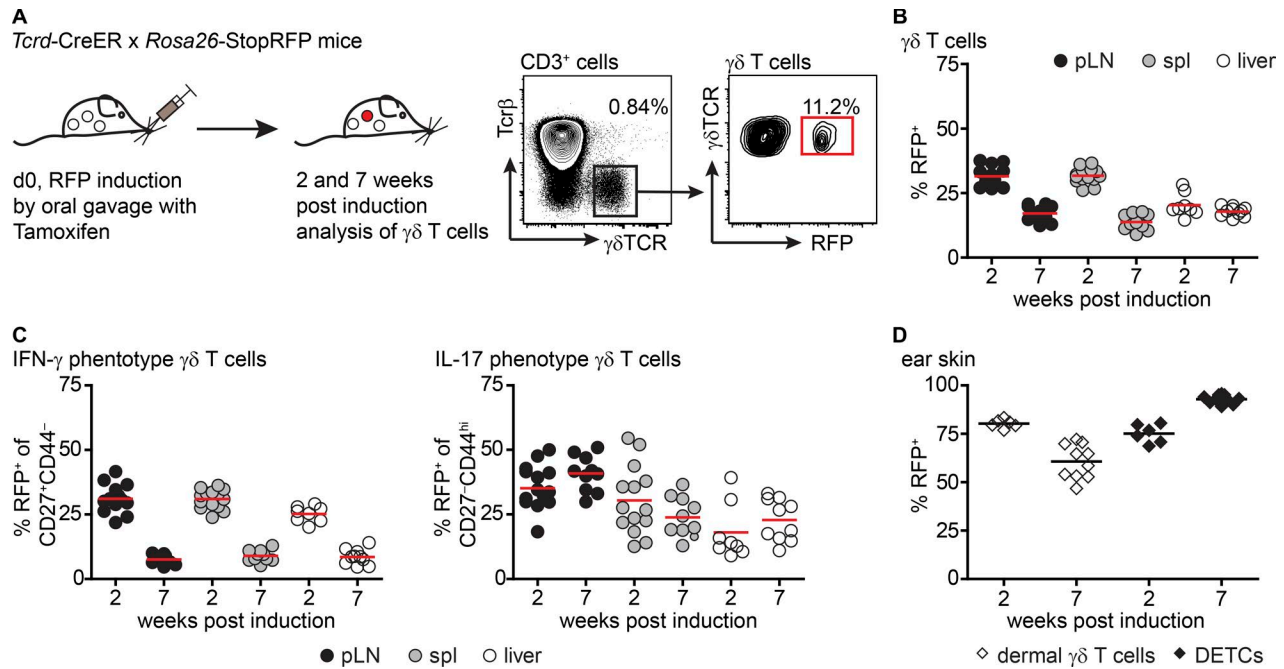 A
Tcrd-CreER x Rosa26-StopRFP mice
d0, RFP induction
by oral gavage with
Tamoxifen
2 and 7 weeks
post induction
analysis of γδ T cells
CD3⁺ cells
0.84%
Tcrβ
γδTCR
γδ T cells
11.2%
γδTCR
RFP
B
γδ T cells
pLN spl liver
% RFP⁺
75
50
25
0
2 7 2 7 2 7
weeks post induction
C
IFN-γ phentotype γδ T cells
% RFP⁺ of
CD27⁺CD44⁻
75
50
25
0
2 7 2 7 2 7
weeks post induction
IL-17 phenotype γδ T cells
% RFP⁺ of
CD27⁻CD44ʰⁱ
75
50
25
0
2 7 2 7 2 7
weeks post induction
pLN spl liver
pLN spl liver
D
ear skin
% RFP⁺
100
75
50
25
0
2 7 2 7
weeks post induction
dermal γδ T cells DETCs